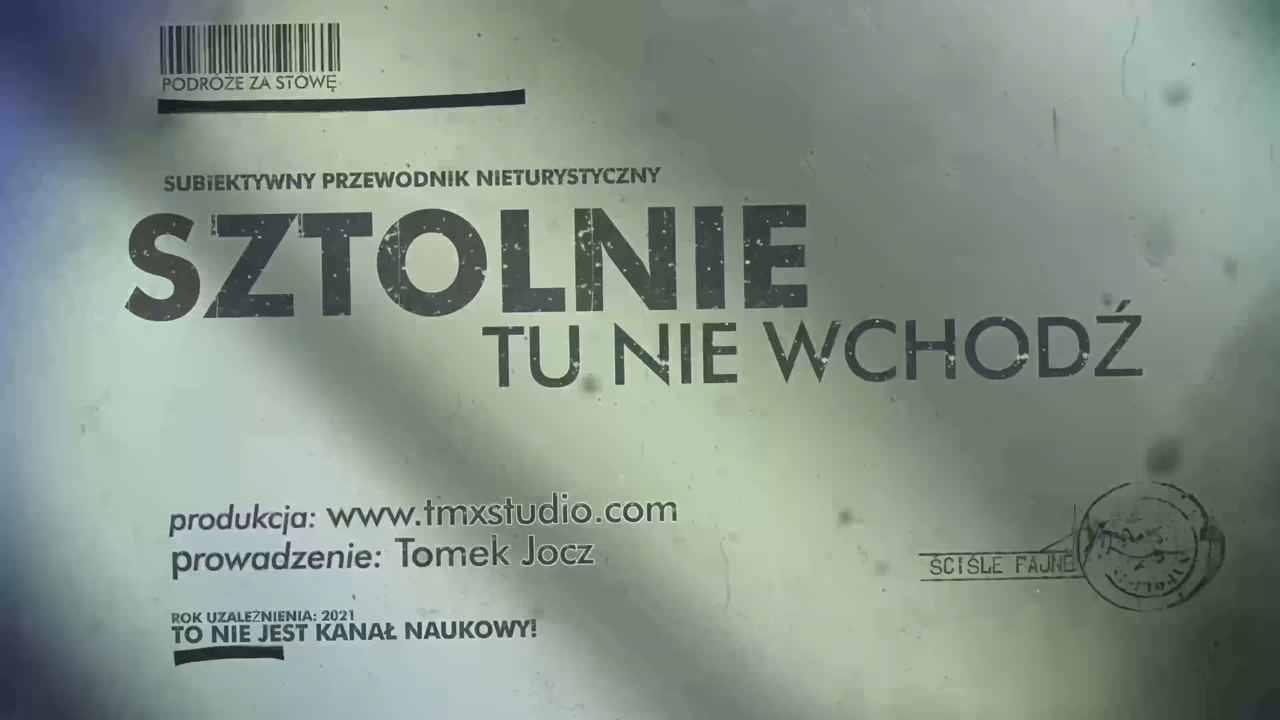 PODRÓŻE ZA STOWĘ
SUBIEKTYWNY PRZEWODNIK NIETURYSTYCZNY
SZTOLNIE
TU NIE WCHODŹ
produkcja: www.tmxstudio.com
prowadzenie: Tomek Jocz
ŚCIŚLE FAJNE
ROK UZALEŻNIENIA: 2021
TO NIE JEST KANAŁ NAUKOWY!